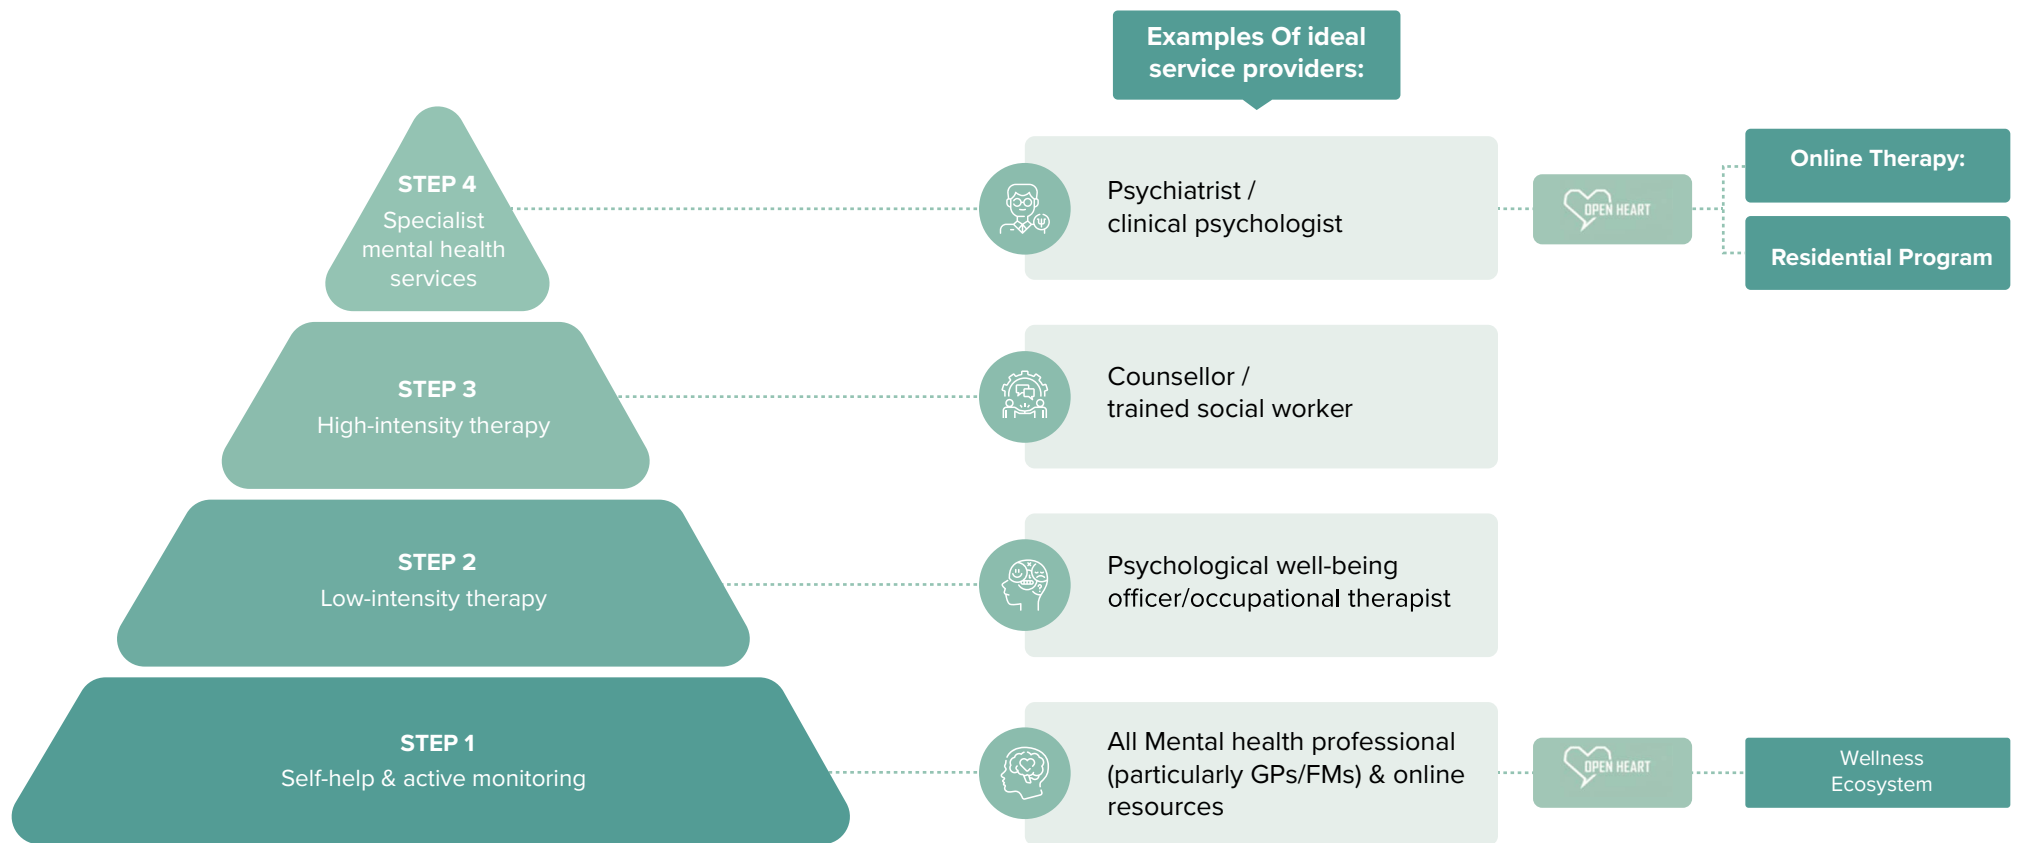 Examples Of ideal
service providers:
STEP 4
Specialist
mental health
services
Psychiatrist /
clinical psychologist
OPEN HEART
Online Therapy:
Residential Program
STEP 3
High-intensity therapy
Counsellor /
trained social worker
STEP 2
Low-intensity therapy
Psychological well-being
officer/occupational therapist
STEP 1
Self-help & active monitoring
All Mental health professional
(particularly GPs/FMs) & online
resources
OPEN HEART
Wellness
Ecosystem